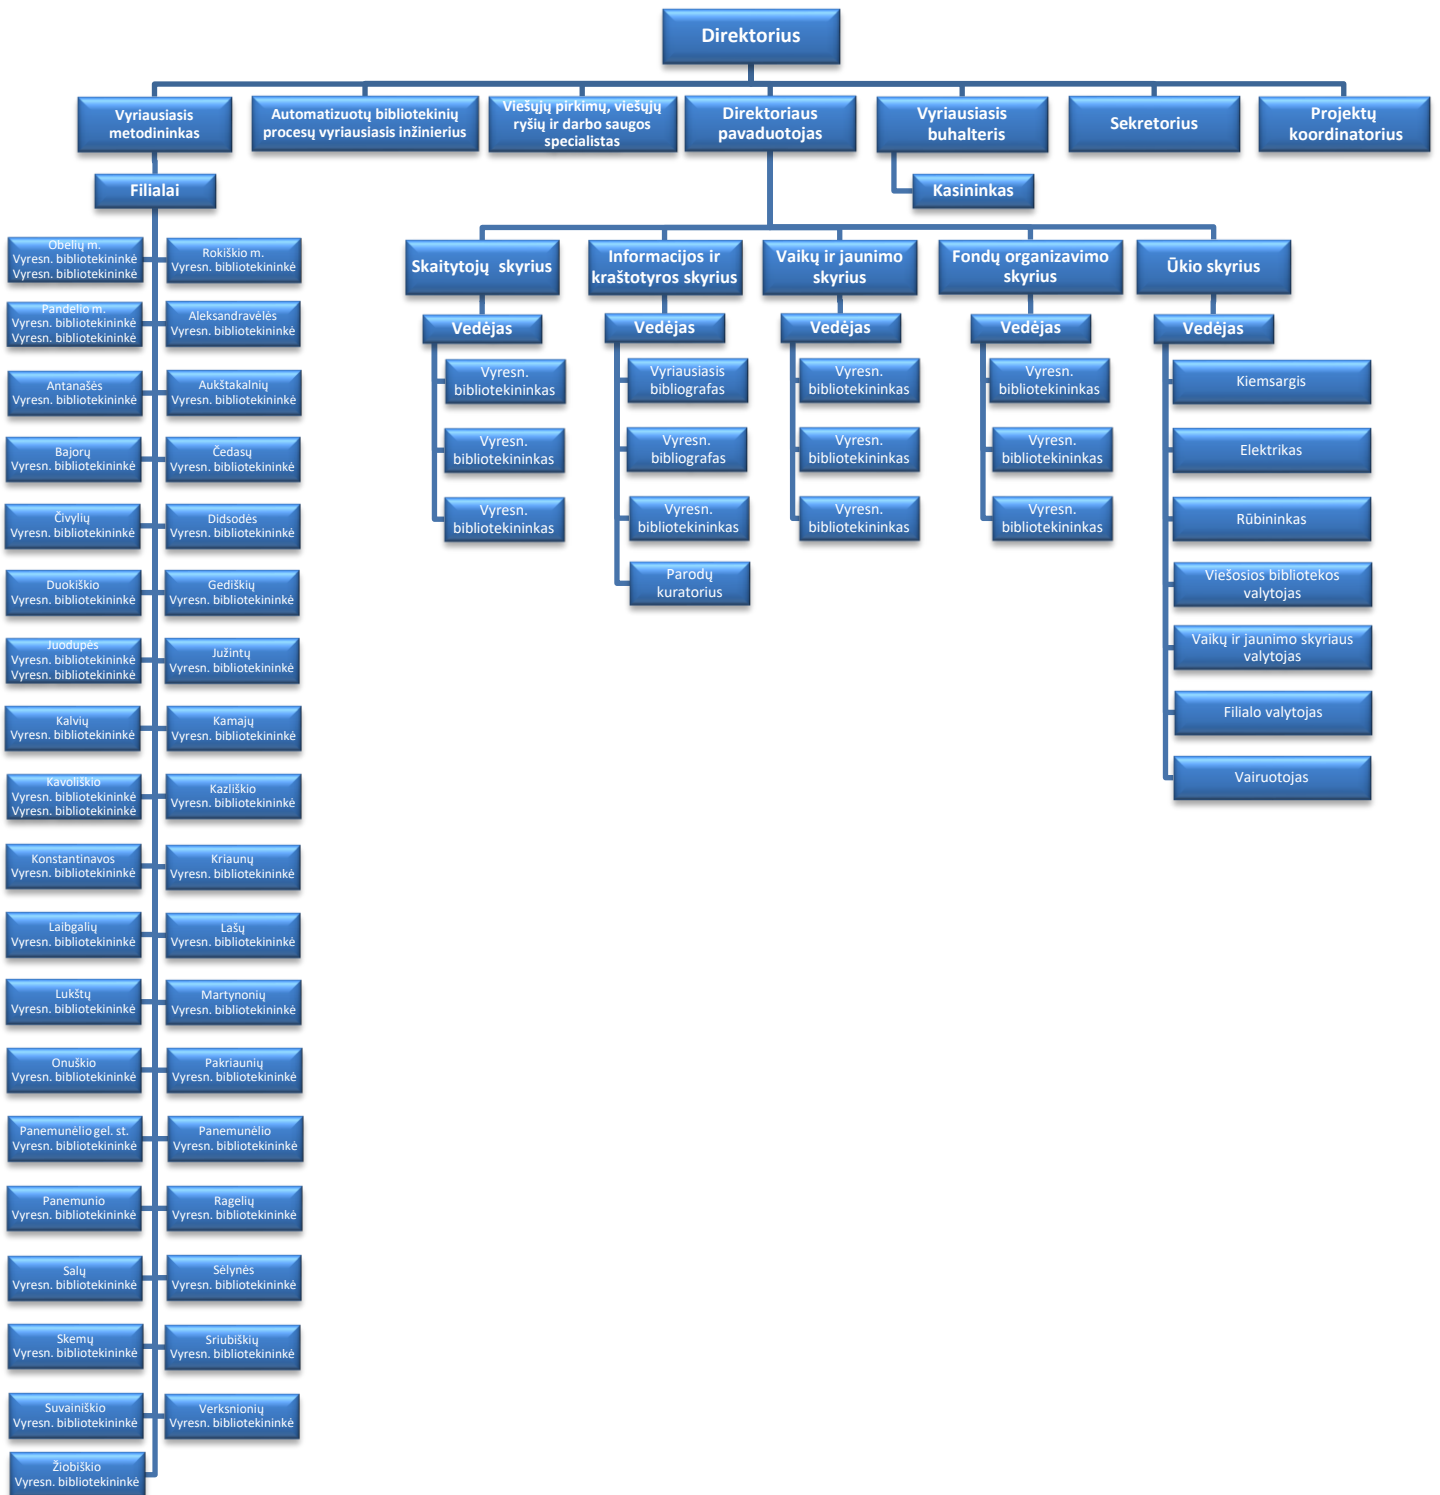 Direktorius
Vyriausiasis
metodininkas
Automatizuotų bibliotekinių
procesų vyriausiasis inžinierius
Viešųjų pirkimų, viešųjų
ryšių ir darbo saugos
specialistas
Direktoriaus
pavaduotojas
Vyriausiasis
buhalteris
Sekretorius
Projektų
koordinatorius
Filialai
Kasininkas
Obelių m.
Vyresn. bibliotekininkė
Vyresn. bibliotekininkė
Rokiškio m.
Vyresn. bibliotekininkė
Pandelio m.
Vyresn. bibliotekininkė
Vyresn. bibliotekininkė
Aleksandravėlės
Vyresn. bibliotekininkė
Antanašės
Vyresn. bibliotekininkė
Aukštakalnių
Vyresn. bibliotekininkė
Bajorų
Vyresn. bibliotekininkė
Čedasų
Vyresn. bibliotekininkė
Čivylių
Vyresn. bibliotekininkė
Didsodės
Vyresn. bibliotekininkė
Duokiškio
Vyresn. bibliotekininkė
Gediškių
Vyresn. bibliotekininkė
Juodupės
Vyresn. bibliotekininkė
Vyresn. bibliotekininkė
Južintų
Vyresn. bibliotekininkė
Kalvių
Vyresn. bibliotekininkė
Kamajų
Vyresn. bibliotekininkė
Kavoliškio
Vyresn. bibliotekininkė
Vyresn. bibliotekininkė
Kazliškio
Vyresn. bibliotekininkė
Konstantinavos
Vyresn. bibliotekininkė
Kriaunų
Vyresn. bibliotekininkė
Laibgalių
Vyresn. bibliotekininkė
Lašų
Vyresn. bibliotekininkė
Lukštų
Vyresn. bibliotekininkė
Martynonių
Vyresn. bibliotekininkė
Onuškio
Vyresn. bibliotekininkė
Pakriaunių
Vyresn. bibliotekininkė
Panemunėlio gel. st.
Vyresn. bibliotekininkė
Panemunėlio
Vyresn. bibliotekininkė
Panemunio
Vyresn. bibliotekininkė
Ragelių
Vyresn. bibliotekininkė
Salų
Vyresn. bibliotekininkė
Sėlynės
Vyresn. bibliotekininkė
Skemų
Vyresn. bibliotekininkė
Sriubiškių
Vyresn. bibliotekininkė
Suvainiškio
Vyresn. bibliotekininkė
Verksnionių
Vyresn. bibliotekininkė
Žiobiškio
Vyresn. bibliotekininkė
Skaitytojų skyrius
Vedėjas
Vyresn.
bibliotekininkas
Vyresn.
bibliotekininkas
Vyresn.
bibliotekininkas
Informacijos ir
kraštotyros skyrius
Vedėjas
Vyriausiasis
bibliografas
Vyresn.
bibliografas
Vyresn.
bibliotekininkas
Parodų
kuratorius
Vaikų ir jaunimo
skyrius
Vedėjas
Vyresn.
bibliotekininkas
Vyresn.
bibliotekininkas
Vyresn.
bibliotekininkas
Fondų organizavimo
skyrius
Vedėjas
Vyresn.
bibliotekininkas
Vyresn.
bibliotekininkas
Vyresn.
bibliotekininkas
Ūkio skyrius
Vedėjas
Kiemsargis
Elektrikas
Rūbininkas
Viešosios bibliotekos
valytojas
Vaikų ir jaunimo skyriaus
valytojas
Filialo valytojas
Vairuotojas